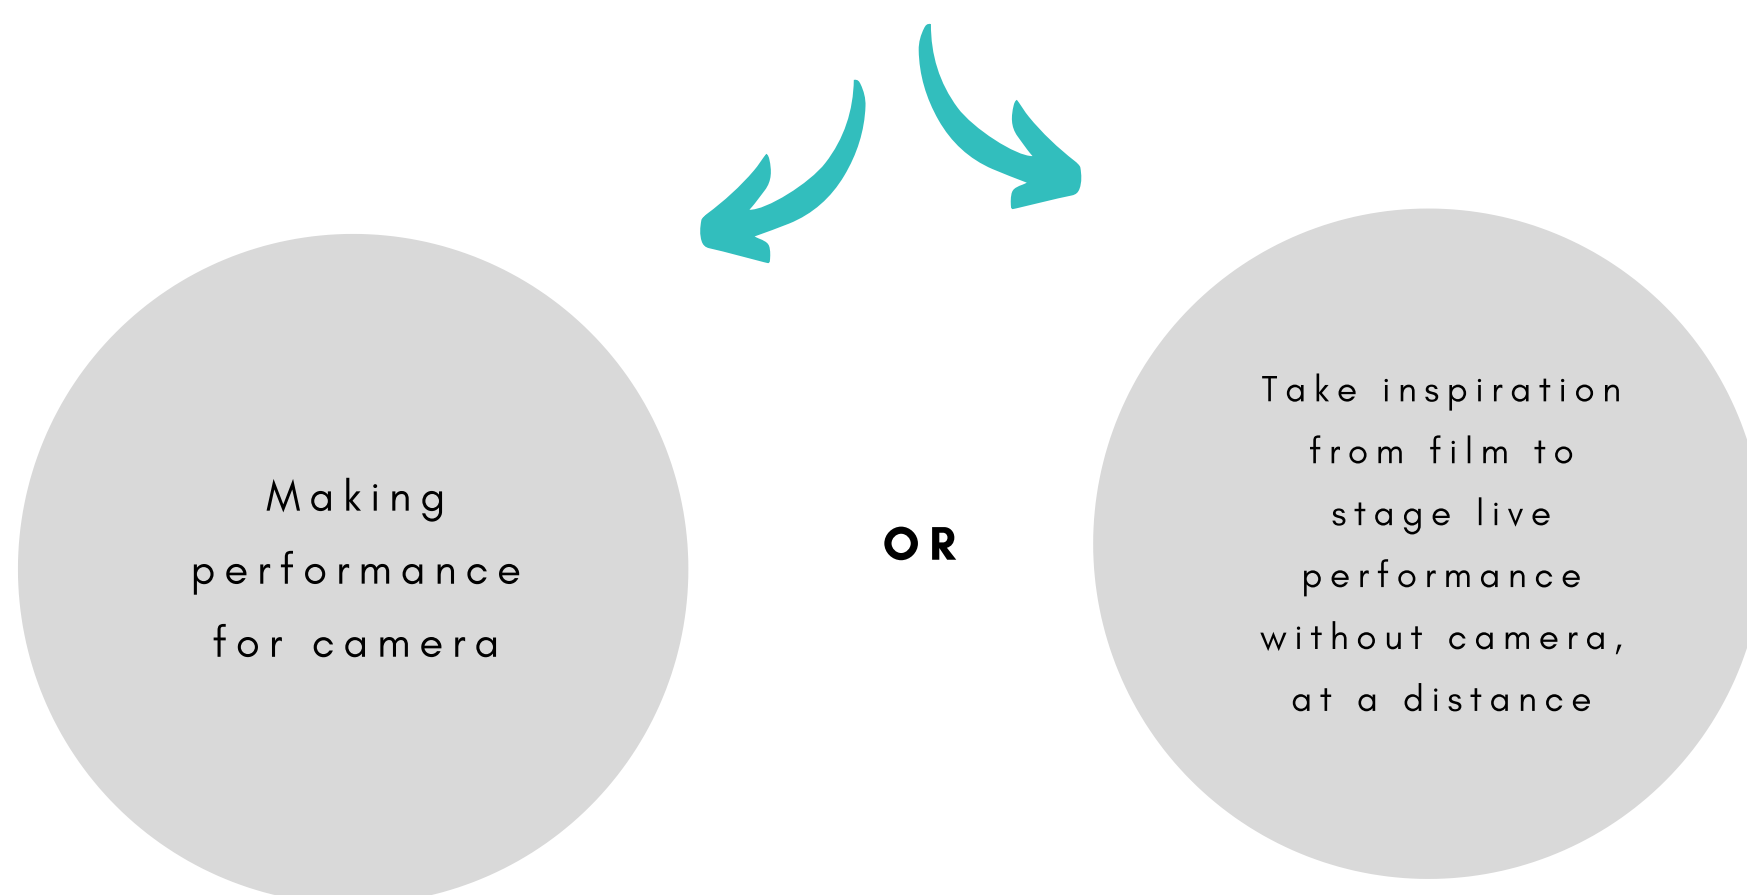 Making
performance
for camera
OR
Take inspiration
from film to
stage live
performance
without camera,
at a distance